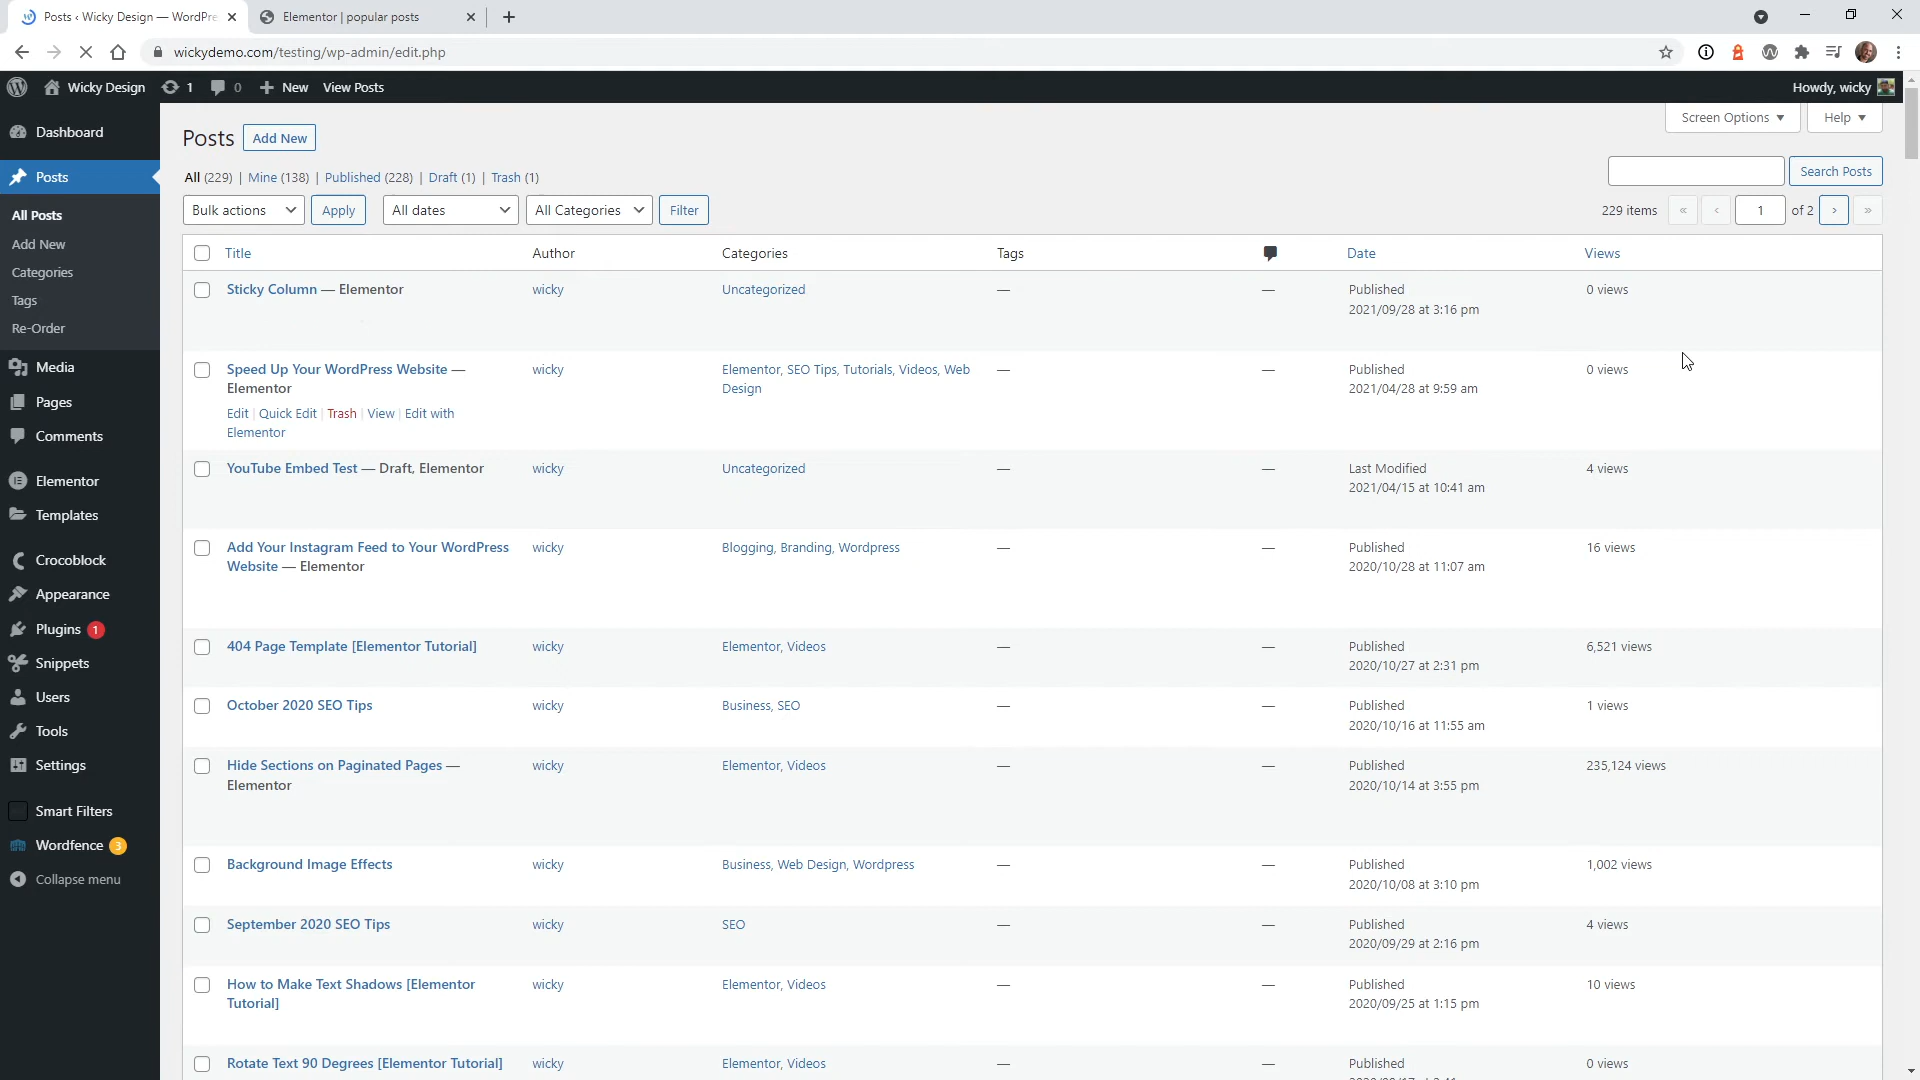 Posts ‹ Wicky Design — WordPre
Elementor | popular posts
wickydemo.com/testing/wp-admin/edit.php
Wicky Design
1
0
New
View Posts
Howdy, wicky
Dashboard
Posts
All Posts
Add New
Categories
Tags
Re-Order
Media
Pages
Comments
Elementor
Templates
Crocoblock
Appearance
Plugins 1
Snippets
Users
Tools
Settings
Smart Filters
Wordfence 3
Collapse menu
Screen Options
Help
Posts Add New
All (229) | Mine (138) | Published (228) | Draft (1) | Trash (1)
Search Posts
Bulk actions Apply All dates All Categories Filter
229 items « ‹ 1 of 2 › »
Title Author Categories Tags Date Views
Sticky Column — Elementor wicky Uncategorized — — Published 0 views
2021/09/28 at 3:16 pm
Speed Up Your WordPress Website — wicky Elementor, SEO Tips, Tutorials, Videos, Web — — Published 0 views
Elementor Design 2021/04/28 at 9:59 am
Edit | Quick Edit | Trash | View | Edit with
Elementor
YouTube Embed Test — Draft, Elementor wicky Uncategorized — — Last Modified 4 views
2021/04/15 at 10:41 am
Add Your Instagram Feed to Your WordPress wicky Blogging, Branding, Wordpress — — Published 16 views
Website — Elementor 2020/10/28 at 11:07 am
404 Page Template [Elementor Tutorial] wicky Elementor, Videos — — Published 6,521 views
2020/10/27 at 2:31 pm
October 2020 SEO Tips wicky Business, SEO — — Published 1 views
2020/10/16 at 11:55 am
Hide Sections on Paginated Pages — wicky Elementor, Videos — — Published 235,124 views
Elementor 2020/10/14 at 3:55 pm
Background Image Effects wicky Business, Web Design, Wordpress — — Published 1,002 views
2020/10/08 at 3:10 pm
September 2020 SEO Tips wicky SEO — — Published 4 views
2020/09/29 at 2:16 pm
How to Make Text Shadows [Elementor wicky Elementor, Videos — — Published 10 views
Tutorial] 2020/09/25 at 1:15 pm
Rotate Text 90 Degrees [Elementor Tutorial] wicky Elementor, Videos — — Published 0 views